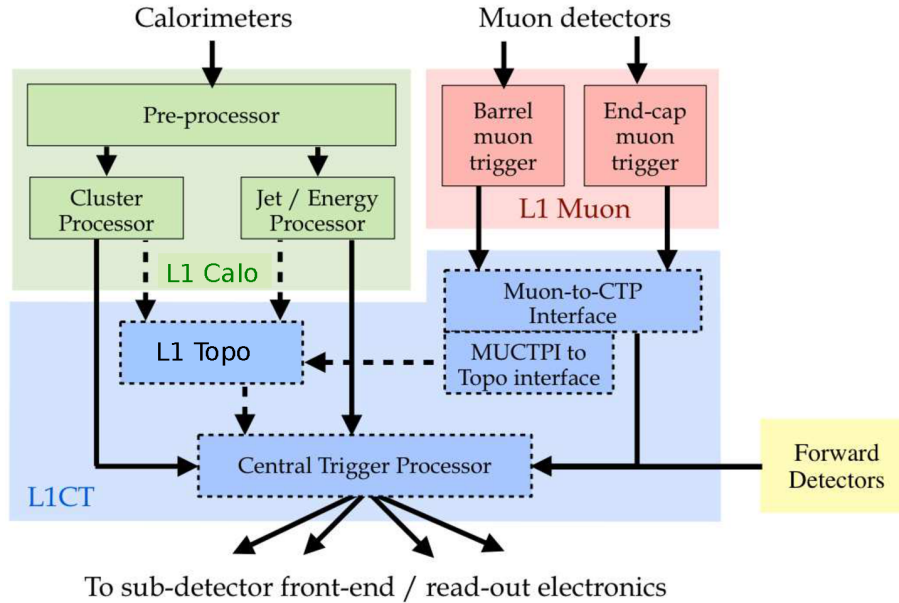 Calorimeters
Muon detectors
Pre-processor
Barrel
muon
trigger
End-cap
muon
trigger
Cluster
Processor
Jet / Energy
Processor
L1 Muon
L1 Calo
Muon-to-CTP
Interface
L1 Topo
MUCTPI to
Topo interface
Central Trigger Processor
Forward
Detectors
L1CT
To sub-detector front-end / read-out electronics